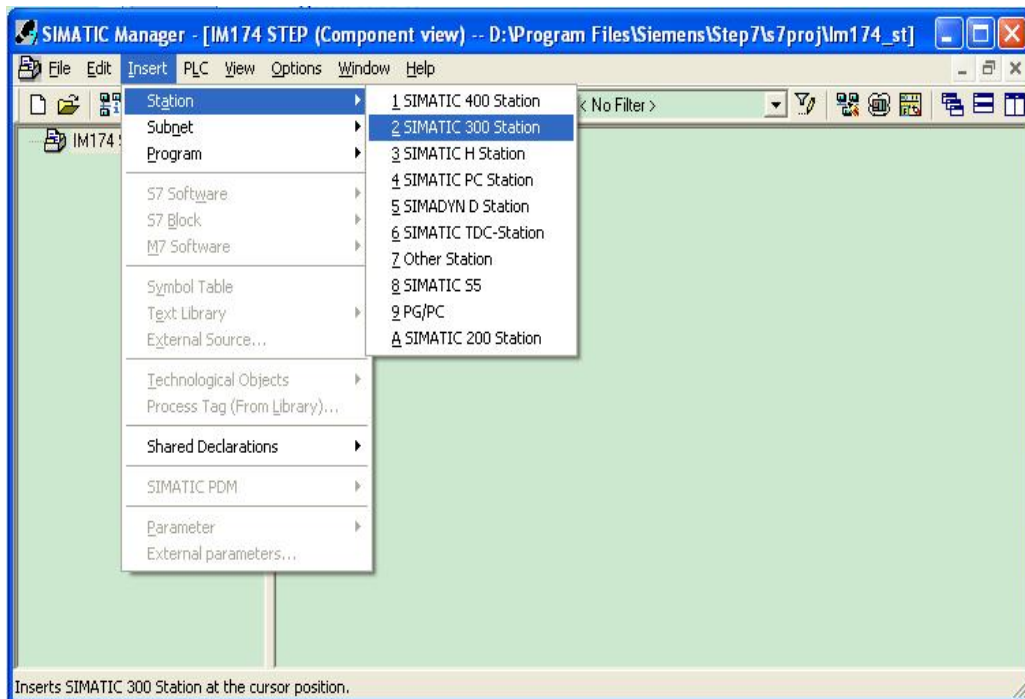 SIMATIC Manager - [IM174 STEP (Component view) -- D:\Program Files\Siemens\Step7\s7proj\Im174_st]
File Edit Insert PLC View Options Window Help
< No Filter >
IM174
Station
Subnet
Program
S7 Software
S7 Block
M7 Software
Symbol Table
Text Library
External Source...
Technological Objects
Process Tag (From Library)...
Shared Declarations
SIMATIC PDM
Parameter
External parameters...
1 SIMATIC 400 Station
2 SIMATIC 300 Station
3 SIMATIC H Station
4 SIMATIC PC Station
5 SIMADYN D Station
6 SIMATIC TDC-Station
7 Other Station
8 SIMATIC S5
9 PG/PC
A SIMATIC 200 Station
Inserts SIMATIC 300 Station at the cursor position.